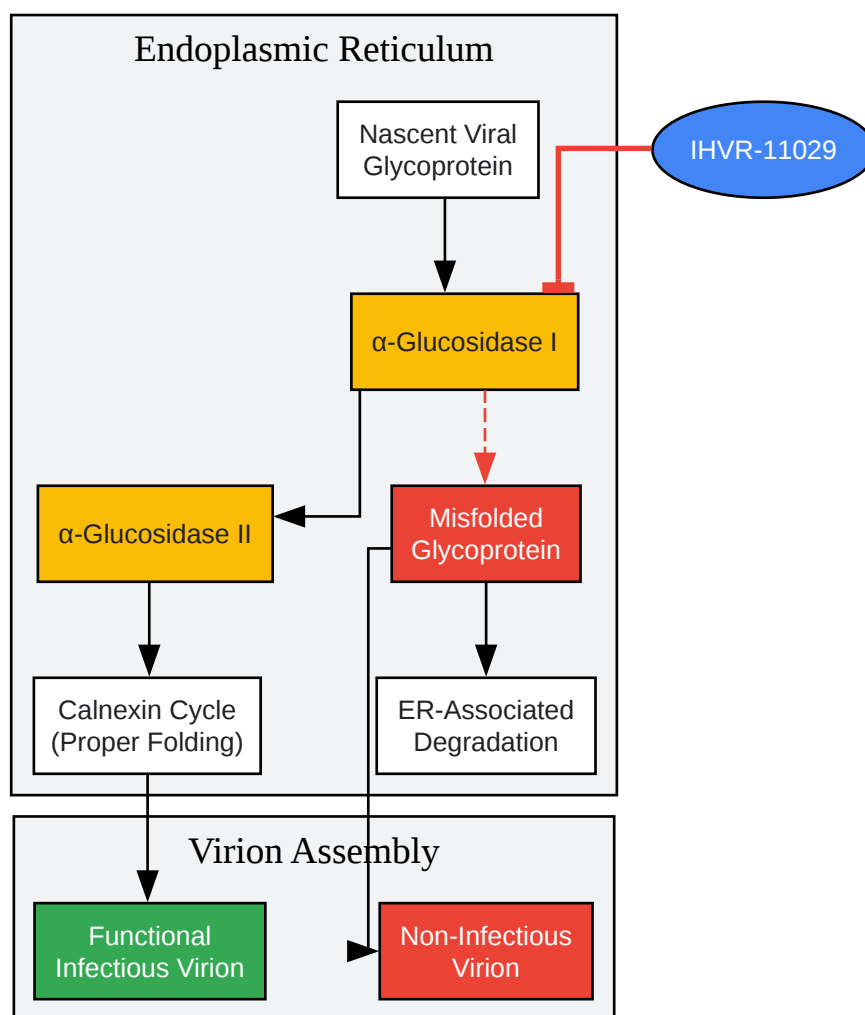 Endoplasmic Reticulum
Nascent Viral
Glycoprotein
IHVR-11029
α-Glucosidase I
α-Glucosidase II
Misfolded
Glycoprotein
Calnexin Cycle
(Proper Folding)
ER-Associated
Degradation
Virion Assembly
Functional
Infectious Virion
Non-Infectious
Virion